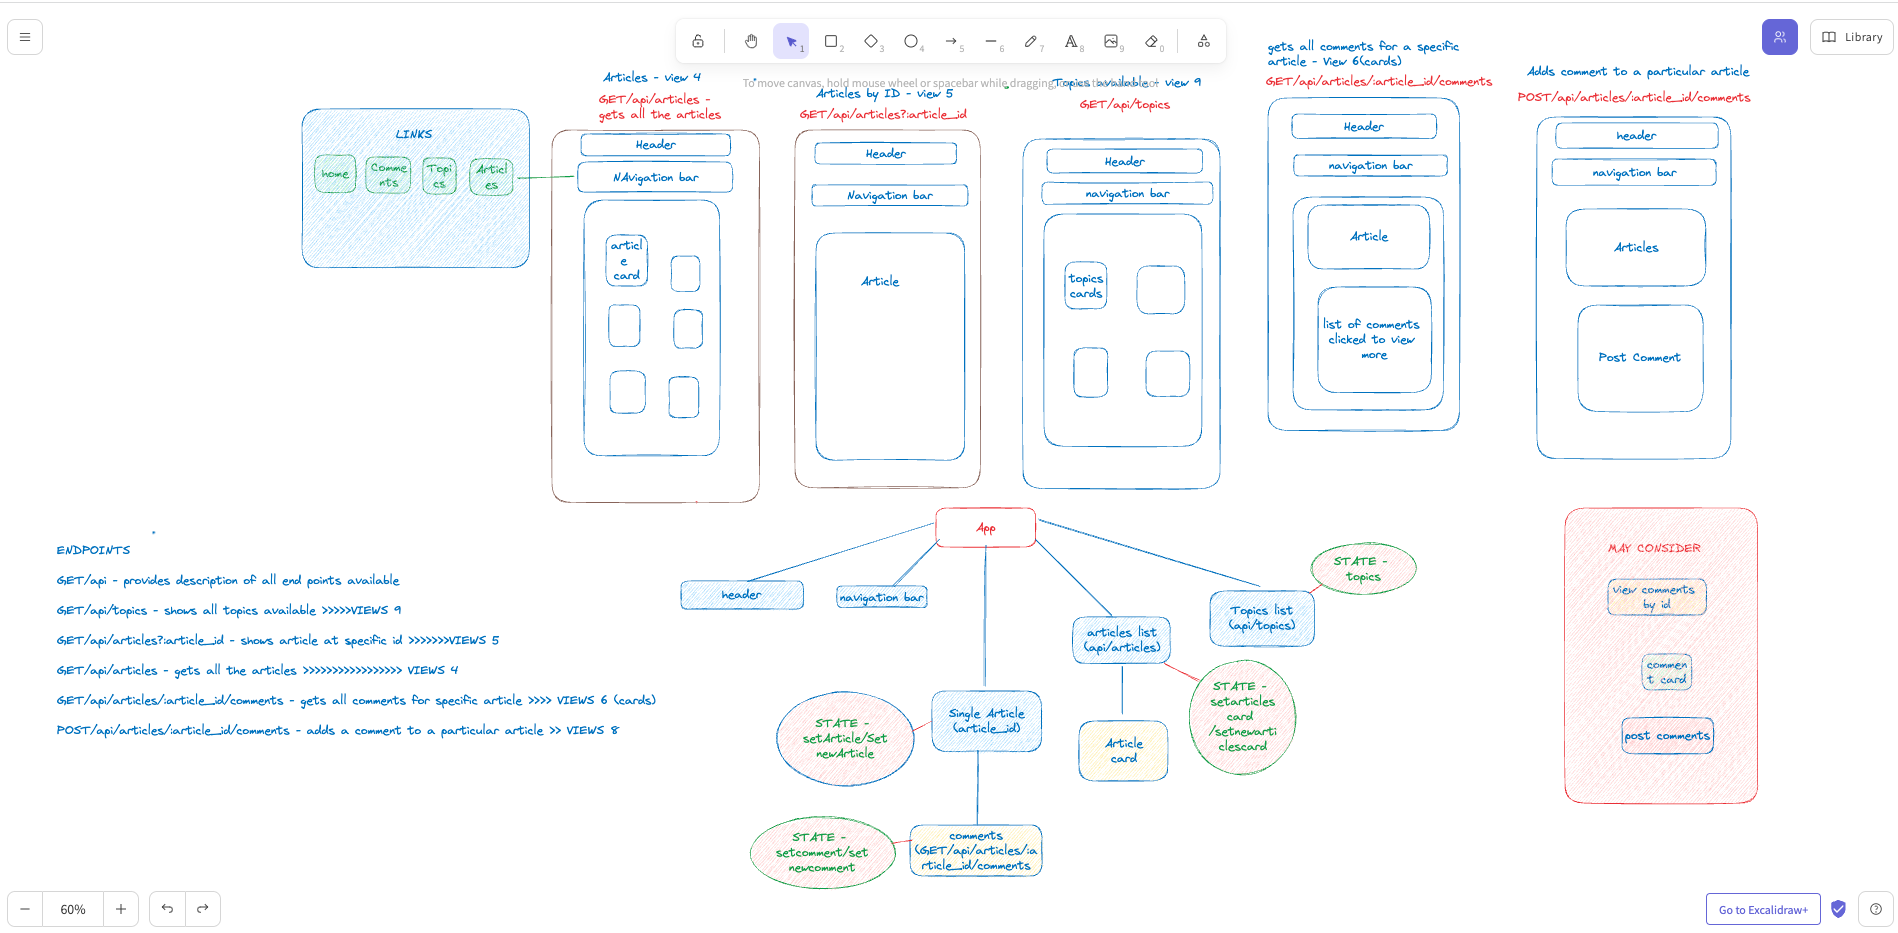 1
2
3
4
5
6
7
8
9
0
Library
To move canvas, hold mouse wheel or spacebar while dragging,
LINKS
home
Comme
nts
Topi
cs
Articl
es
Articles - view 4
GET/api/articles -
gets all the articles
Header
NAvigation bar
articl
e
card
Articles by ID - view 5
GET/api/articles?:article_id
Header
Navigation bar
Article
Topics available - view 9
GET/api/topics
Header
navigation bar
topics
cards
gets all comments for a specific
article - View 6(cards)
GET/api/articles/:article_id/comments
Header
navigation bar
Article
list of comments
clicked to view
more
Adds comment to a particular article
POST/api/articles/:article_id/comments
header
navigation bar
Articles
Post Comment
ENDPOINTS
GET/api - provides description of all end points available
GET/api/topics - shows all topics available >>>>>VIEWS 9
GET/api/articles?:article_id - shows article at specific id >>>>>>>VIEWS 5
GET/api/articles - gets all the articles >>>>>>>>>>>>>>>>> VIEWS 4
GET/api/articles/:article_id/comments - gets all comments for specific article >>>> VIEWS 6 (cards)
POST/api/articles/:article_id/comments - adds a comment to a particular article >> VIEWS 8
App
header
navigation bar
Single Article
(article_id)
STATE -
setArticle/Set
newArticle
comments
(GET/api/articles/:a
rticle_id/comments
STATE -
setcomment/set
newcomment
articles list
(api/articles)
Article
card
STATE -
setarticles
card
/setnewarti
clescard
Topics list
(api/topics)
STATE -
topics
MAY CONSIDER
view comments
by id
commen
t card
post comments
60%
Go to Excalidraw+